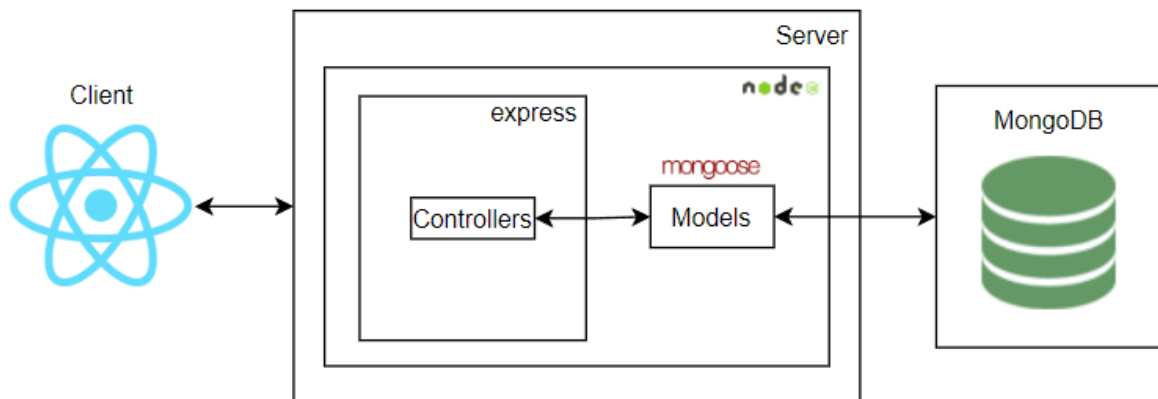 Server
node
Client
express
MongoDB
mongoose
Controllers
Models